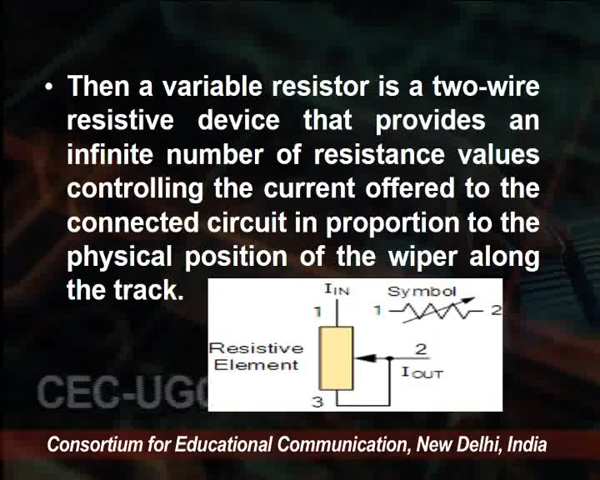 • Then a variable resistor is a two-wire
resistive device that provides an
infinite number of resistance values
controlling the current offered to the
connected circuit in proportion to the
physical position of the wiper along
the track.
IIN
Symbol
1
1
2
Resistive
Element
2
IOUT
3
CEC-UGC
Consortium for Educational Communication, New Delhi, India